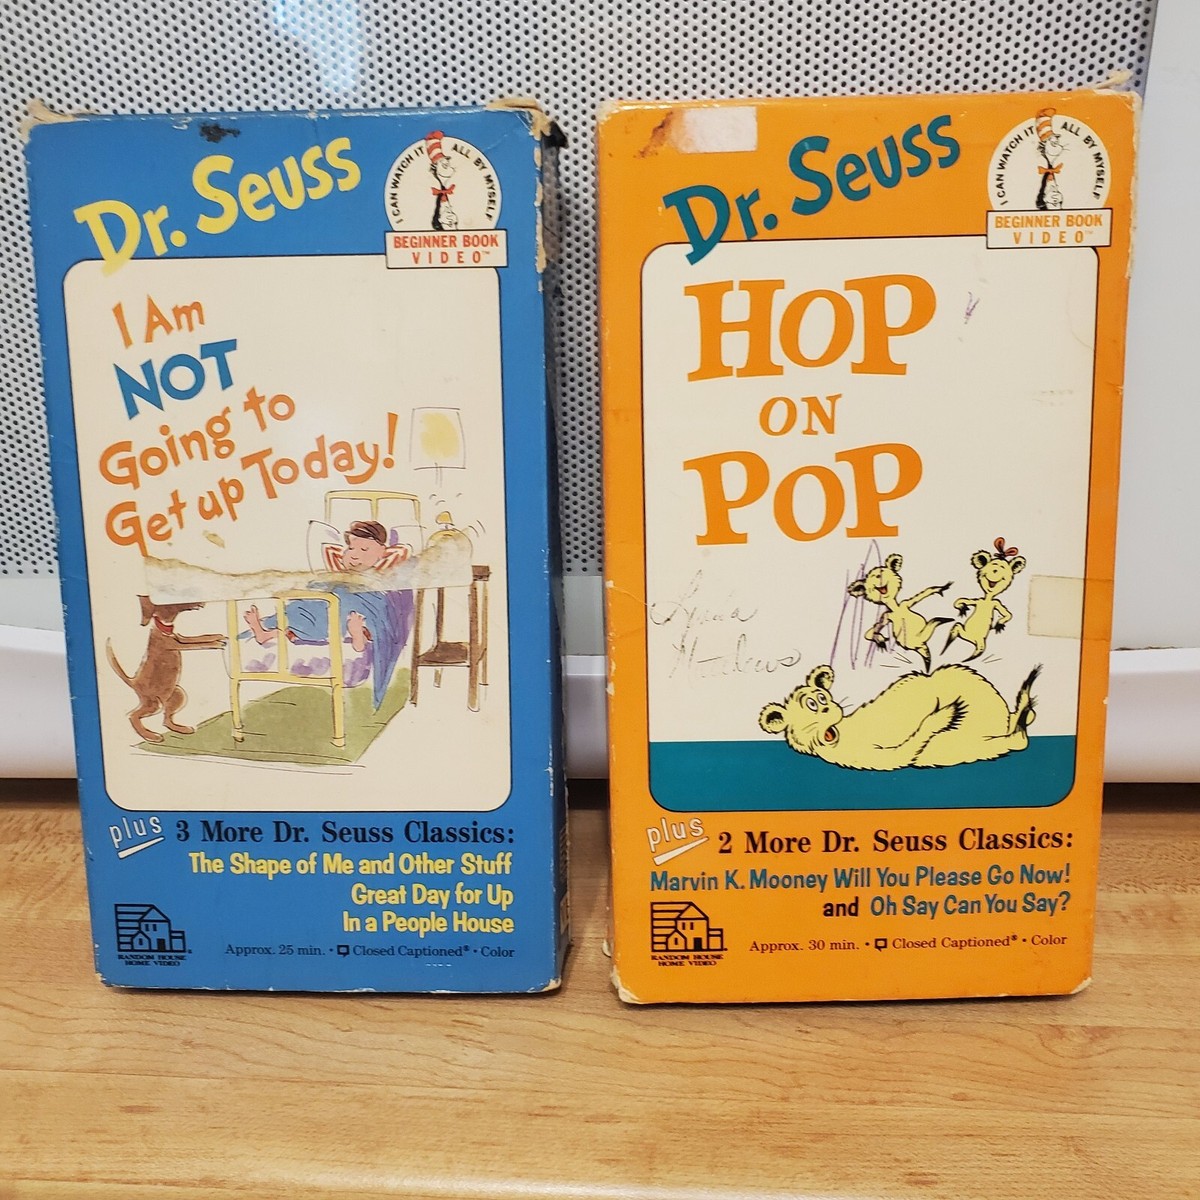 Dr. Seuss
I CAN WATCH IT ALL BY MYSELF
BEGINNER BOOK
VIDEO™
I Am
NOT
Going to
Get up Today!
plus 3 More Dr. Seuss Classics:
The Shape of Me and Other Stuff
Great Day for Up
In a People House
RANDOM HOUSE
HOME VIDEO
Approx. 25 min. • Closed Captioned® • Color
Dr. Seuss
I CAN WATCH IT ALL BY MYSELF
BEGINNER BOOK
VIDEO™
HOP
ON
POP
plus 2 More Dr. Seuss Classics:
Marvin K. Mooney Will You Please Go Now!
and Oh Say Can You Say?
RANDOM HOUSE
HOME VIDEO
Approx. 30 min. • Closed Captioned® • Color